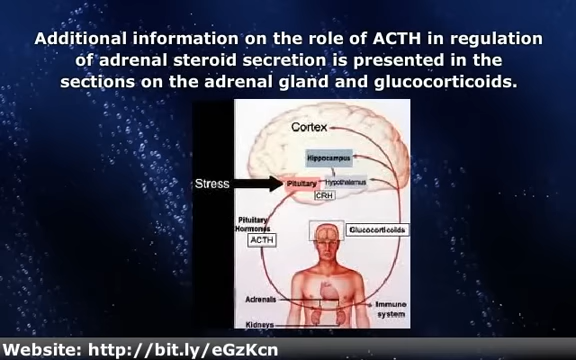 Additional information on the role of ACTH in regulation
of adrenal steroid secretion is presented in the
sections on the adrenal gland and glucocorticoids.
Cortex
Hippocampus
Stress
Pituitary
Hypothalamus
CRH
Pituitary
Hormones
ACTH
Glucocorticoids
Adrenals
Immune
system
Kidneys
Website: http://bit.ly/eGzKcn